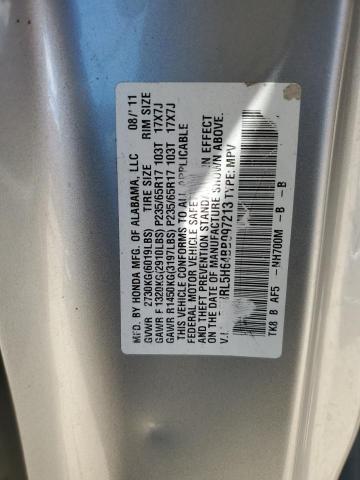 MFD. BY HONDA MFG. OF ALABAMA, LLC 08/'11
GVWR 2730KG(6019LBS) TIRE SIZE RIM SIZE
GAWR F 1320KG(2910LBS) P235/65R17 103T 17X7J
GAWR R 1450KG(3197LBS) P235/65R17 103T 17X7J
THIS VEHICLE CONFORMS TO ALL APPLICABLE
FEDERAL MOTOR VEHICLE SAFETY
AND THEFT PREVENTION STANDARDS IN EFFECT
ON THE DATE OF MANUFACTURE SHOWN ABOVE.
TYPE: MPV
TK8 B AF5 -NH700M - B - B